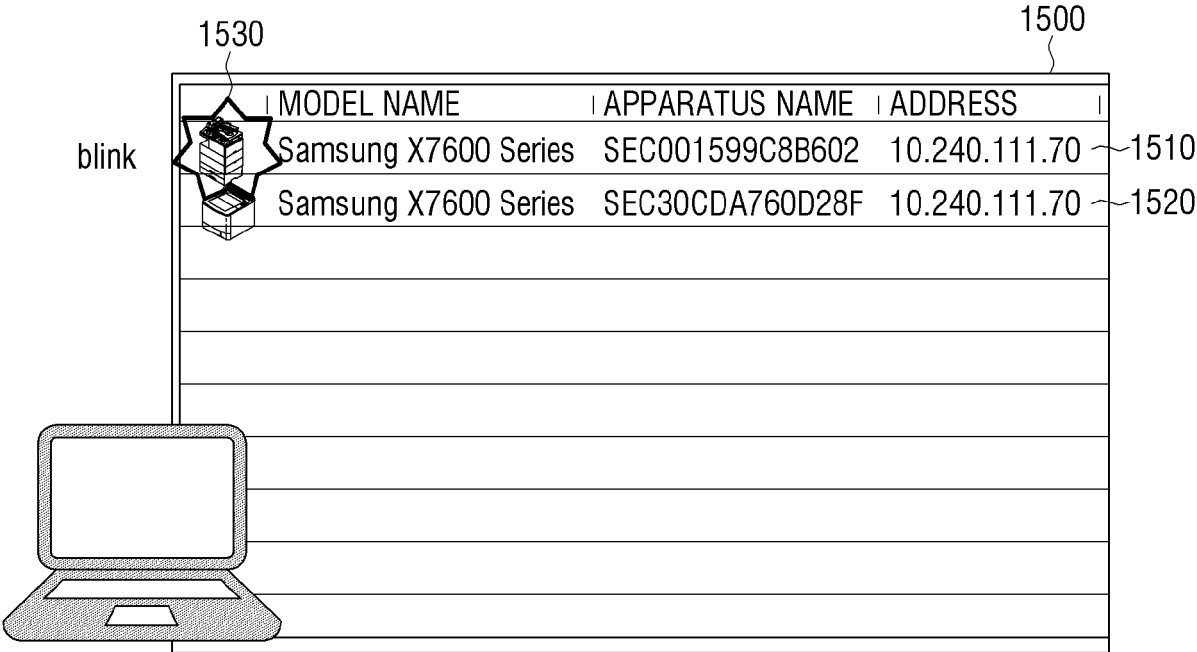 1530
1500
MODEL NAME APPARATUS NAME ADDRESS
blink
Samsung X7600 Series SEC001599C8B602 10.240.111.70 1510
Samsung X7600 Series SEC30CDA760D28F 10.240.111.70 1520